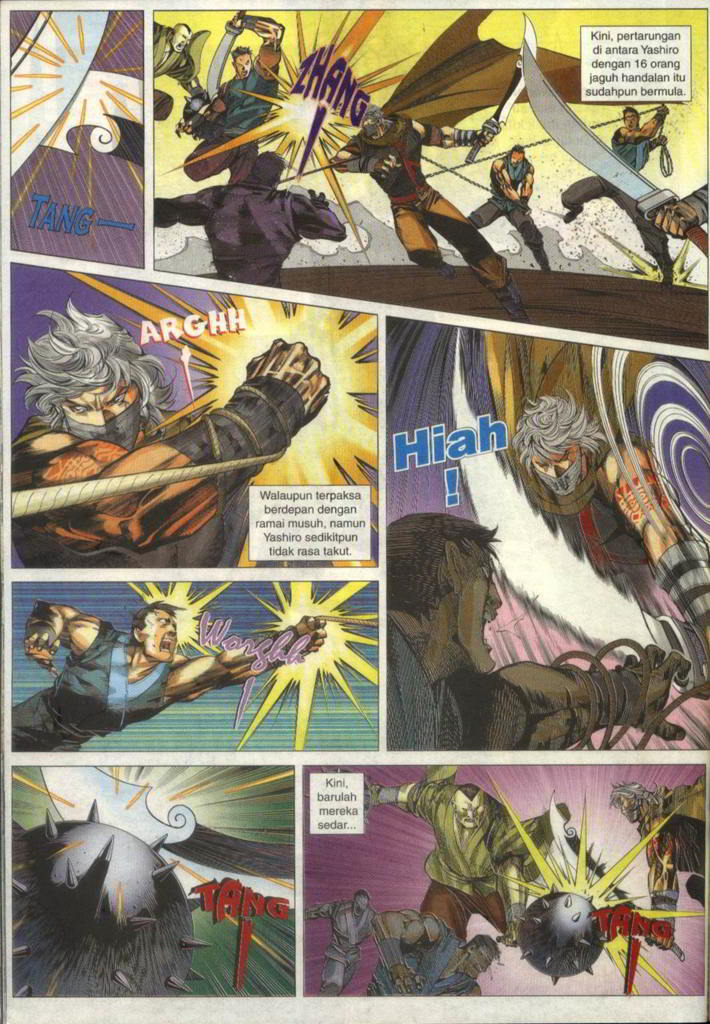 TANG—
ZHANG
!
Kini, pertarungan
di antara Yashiro
dengan 16 orang
jaguh handalan itu
sudahpun bermula.
ARGHH
!
Walaupun terpaksa
berdepan dengan
ramai musuh, namun
Yashiro sedikitpun
tidak rasa takut.
Hiah
!
Worghh
!
TANG
!
Kini,
barulah
mereka
sedar...
TANG
!